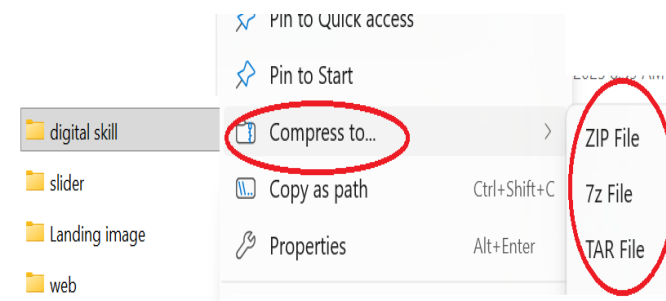 Pin to Quick access
Pin to Start
digital skill
Compress to...
ZIP File
slider
Copy as path Ctrl+Shift+C
7z File
Landing image
Properties Alt+Enter
TAR File
web